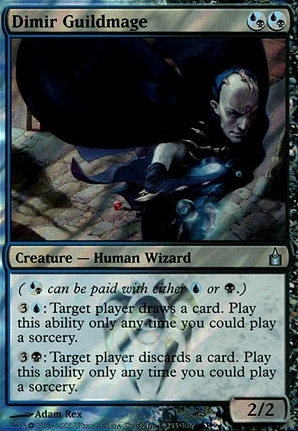 Dimir Guildmage
Creature — Human Wizard
( can be paid with either or .)
3 : Target player draws a card. Play
this ability only any time you could play
a sorcery.
3 : Target player discards a card. Play
this ability only any time you could play
a sorcery.
Adam Rex
2/2